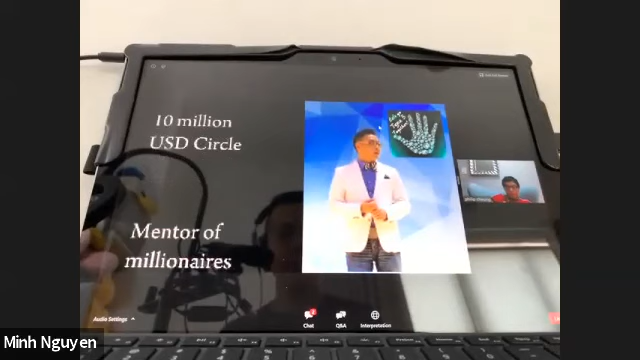 10 million
USD Circle
Mentor of
millionaires
Audio Settings
Chat
Q&A
Interpretation
Minh Nguyen